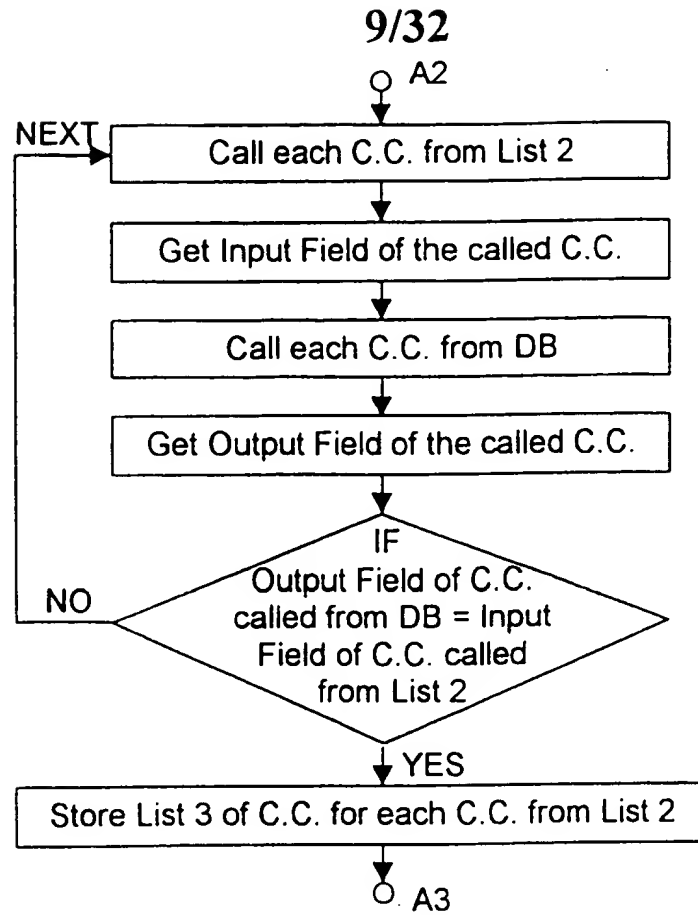 9/32
A2
NEXT
Call each C.C. from List 2
Get Input Field of the called C.C.
Call each C.C. from DB
Get Output Field of the called C.C.
IF
Output Field of C.C.
called from DB = Input
Field of C.C. called
from List 2
NO
YES
Store List 3 of C.C. for each C.C. from List 2
A3